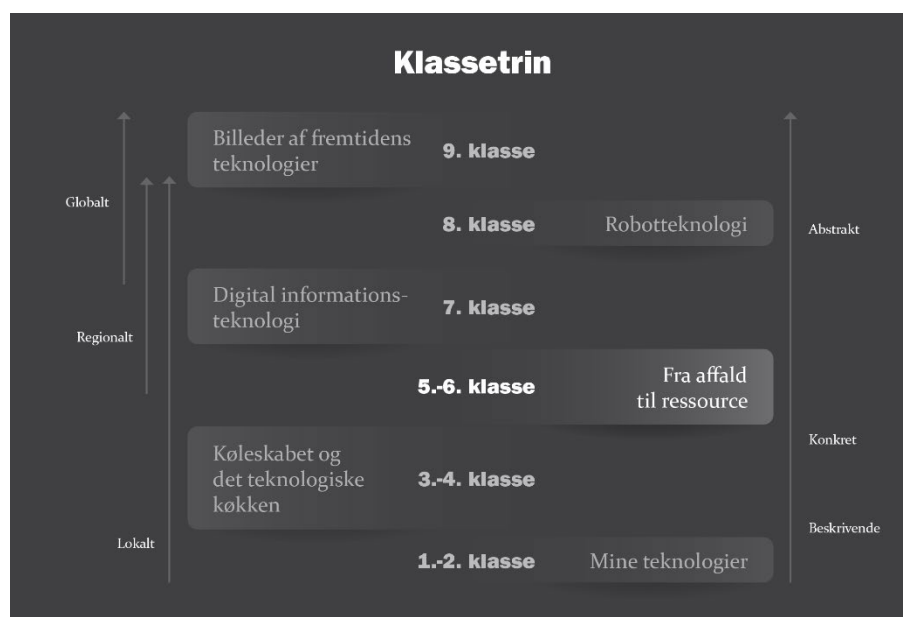 Klassetrin
Billeder af fremtidens
teknologier
9. klasse
Globalt
8. klasse
Robotteknologi
Abstrakt
Digital informations-
teknologi
7. klasse
Regionalt
5.-6. klasse
Fra affald
til ressource
Konkret
Køleskabet og
det teknologiske
køkken
3.-4. klasse
Beskrivende
Lokalt
1.-2. klasse
Mine teknologier